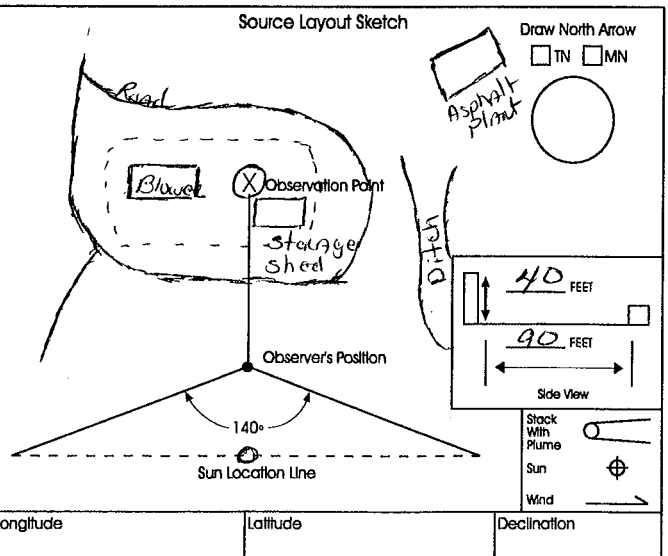 Source Layout Sketch
Draw North Arrow
TN MN
Road
Asphalt
Plant
Blower
X
Observation Point
Storage
Shed
Ditch
40 FEET
90 FEET
Side View
Observer's Position
140°
Sun Location Line
Stack
With
Plume
Sun
Wind
ongitude
Latitude
Declination